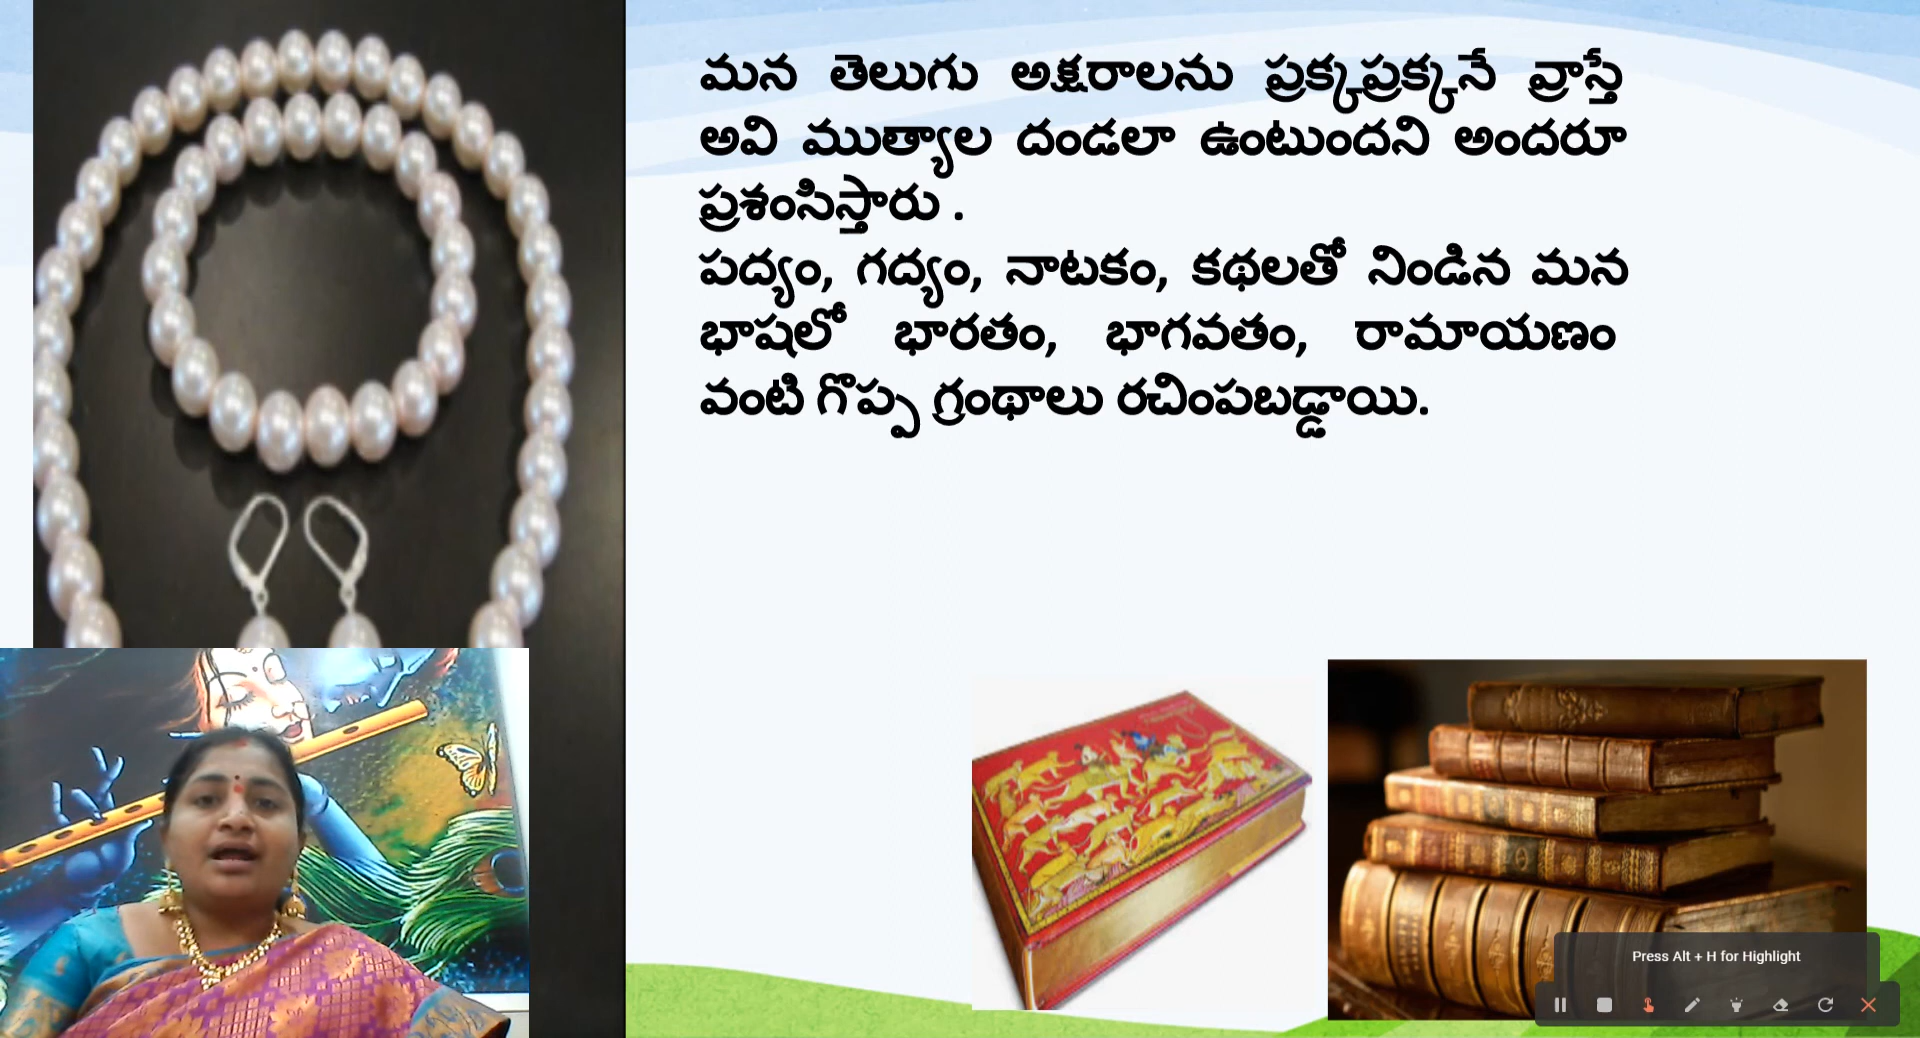 మన తెలుగు అక్షరాలను ప్రక్కప్రక్కనే వ్రాస్తే
అవి ముత్యాల దండలా ఉంటుందని అందరూ
ప్రశంసిస్తారు .
పద్యం, గద్యం, నాటకం, కథలతో నిండిన మన
భాషలో భారతం, భాగవతం, రామాయణం
వంటి గొప్ప గ్రంథాలు రచింపబడ్డాయి.
Press Alt + H for Highlight